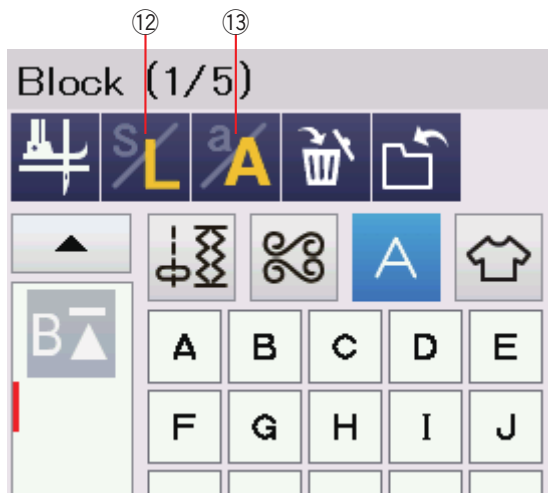 ⑫ ⑬
Block (1/5)
S/L a/A
A
B
A B C D E
F G H I J